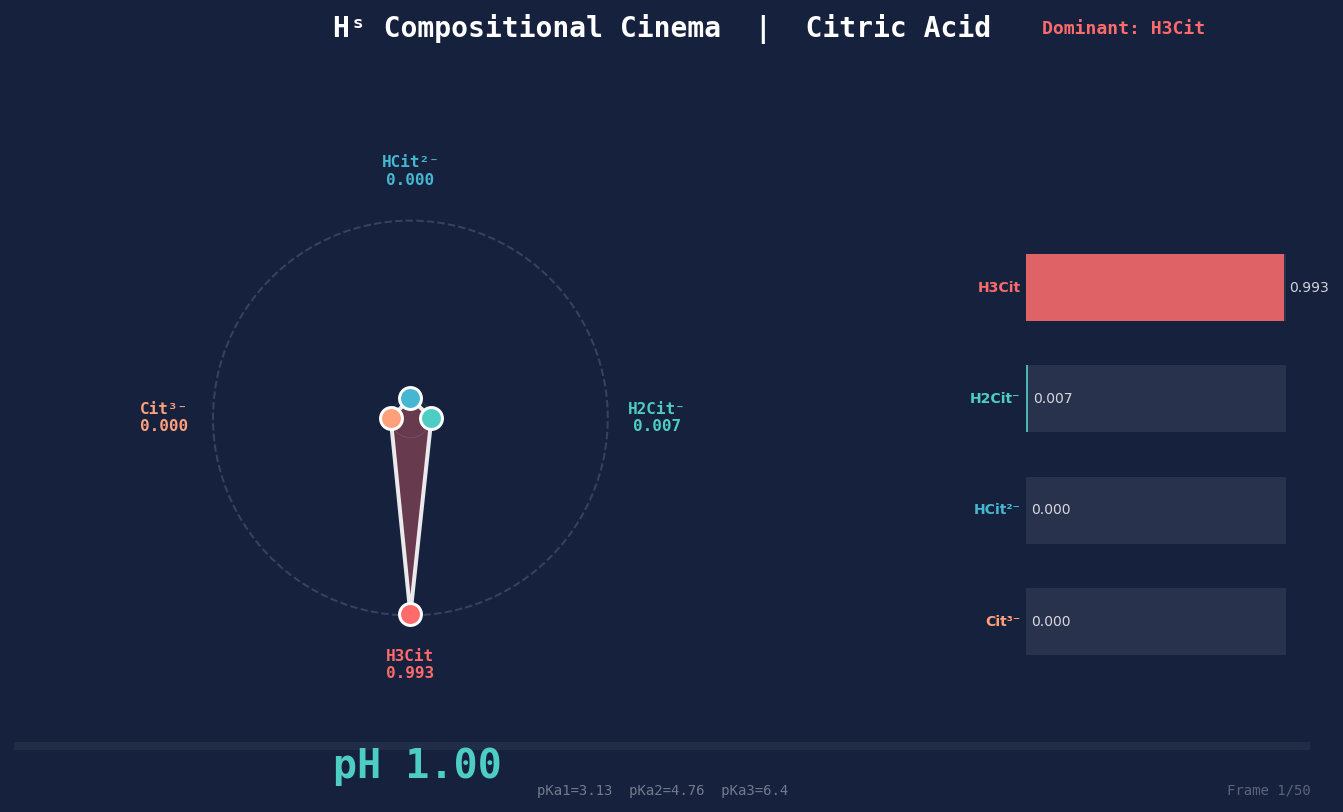 Hˢ Compositional Cinema | Citric Acid
Dominant: H3Cit
HCit²⁻
0.000
Cit³⁻
0.000
H2Cit⁻
0.007
H3Cit
0.993
H3Cit 0.993
H2Cit⁻ 0.007
HCit²⁻ 0.000
Cit³⁻ 0.000
pH 1.00
pKa1=3.13 pKa2=4.76 pKa3=6.4
Frame 1/50